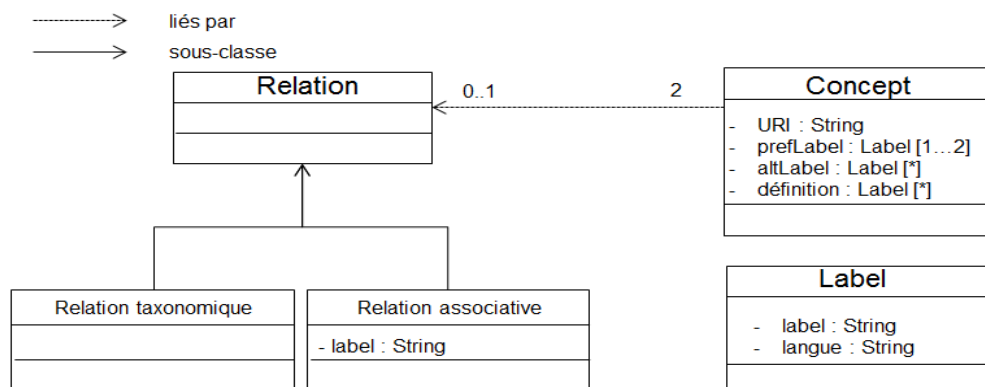 liés par
sous-classe
Relation
0..1
2
Concept
- URI : String
- prefLabel : Label [1...2]
- altLabel : Label [*]
- définition : Label [*]
Relation taxonomique
Relation associative
- label : String
Label
- label : String
- langue : String